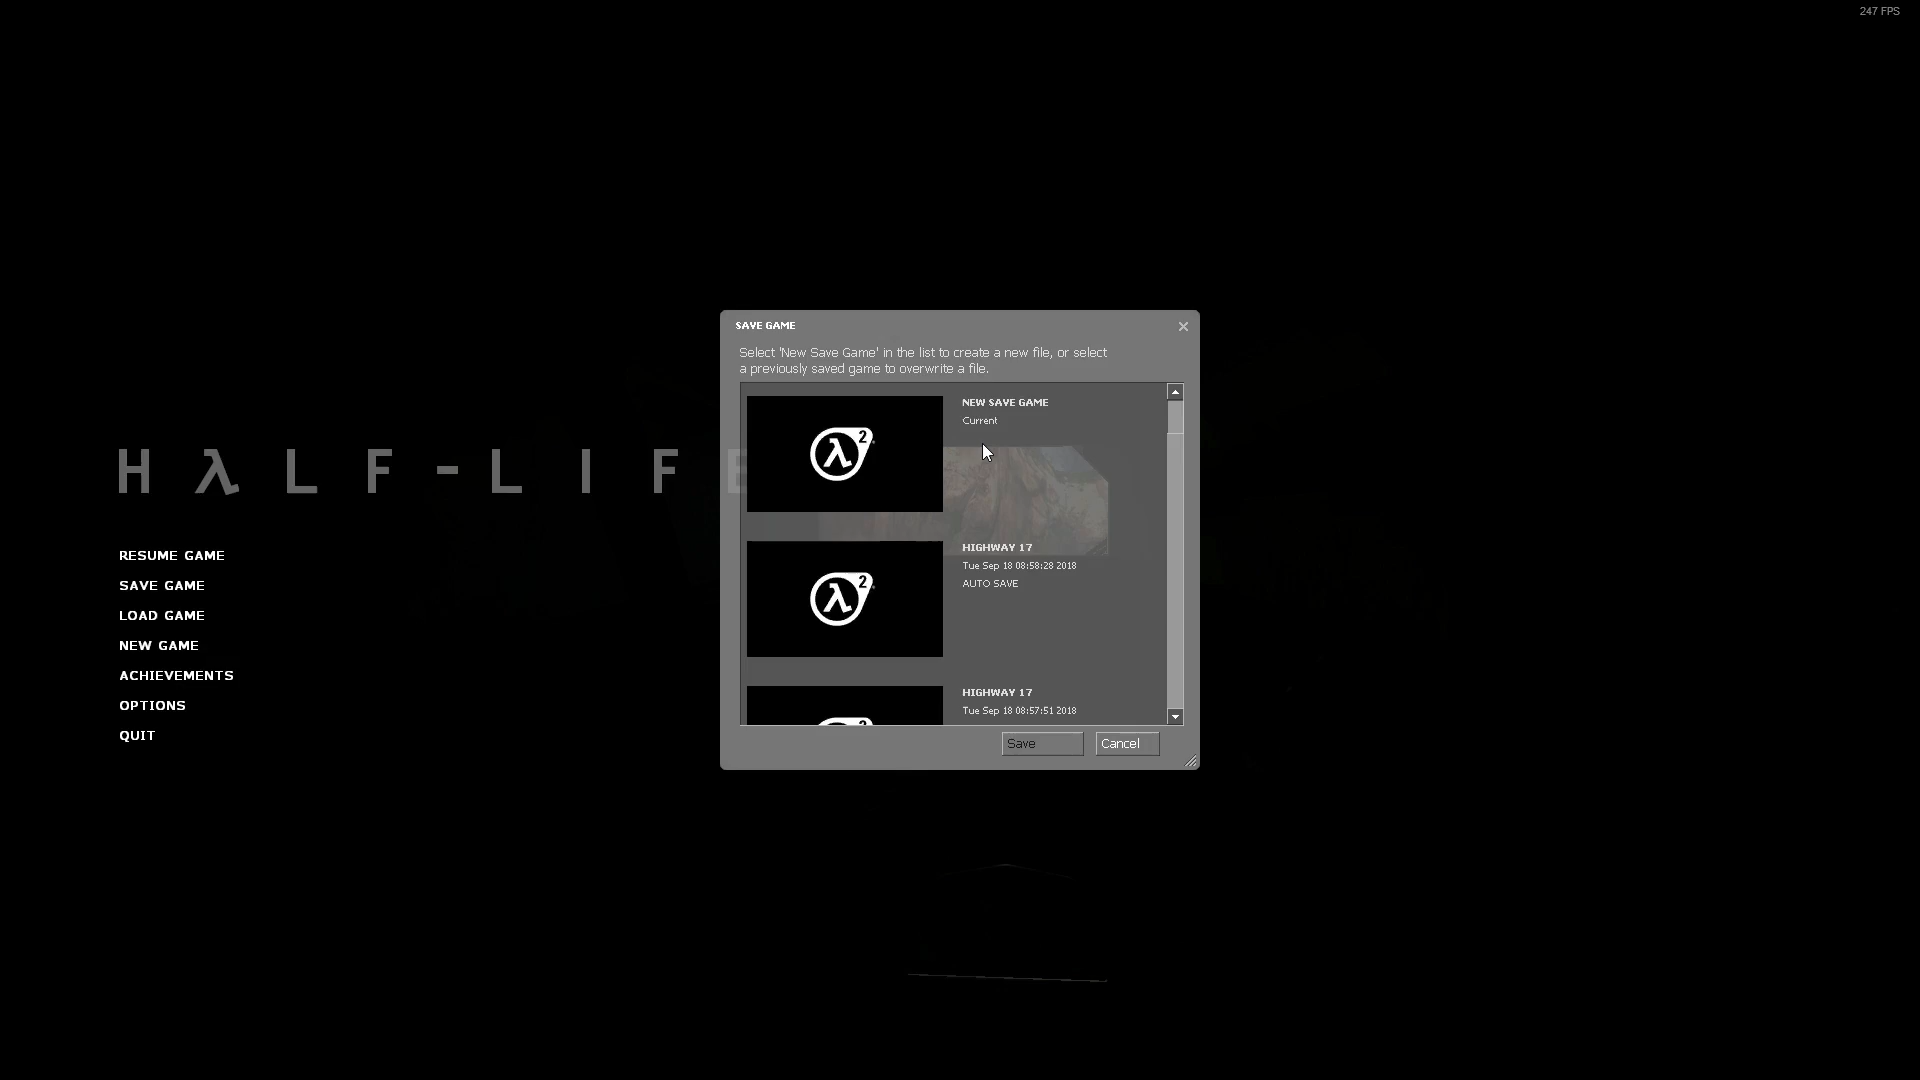 247 FPS
SAVE GAME
Select 'New Save Game' in the list to create a new file, or select
a previously saved game to overwrite a file.
NEW SAVE GAME
Current
2
HIGHWAY 17
Tue Sep 18 08:58:28 2018
AUTO SAVE
2
HIGHWAY 17
Tue Sep 18 08:57:51 2018
Save
Cancel
HλLF-LIFE
RESUME GAME
SAVE GAME
LOAD GAME
NEW GAME
ACHIEVEMENTS
OPTIONS
QUIT